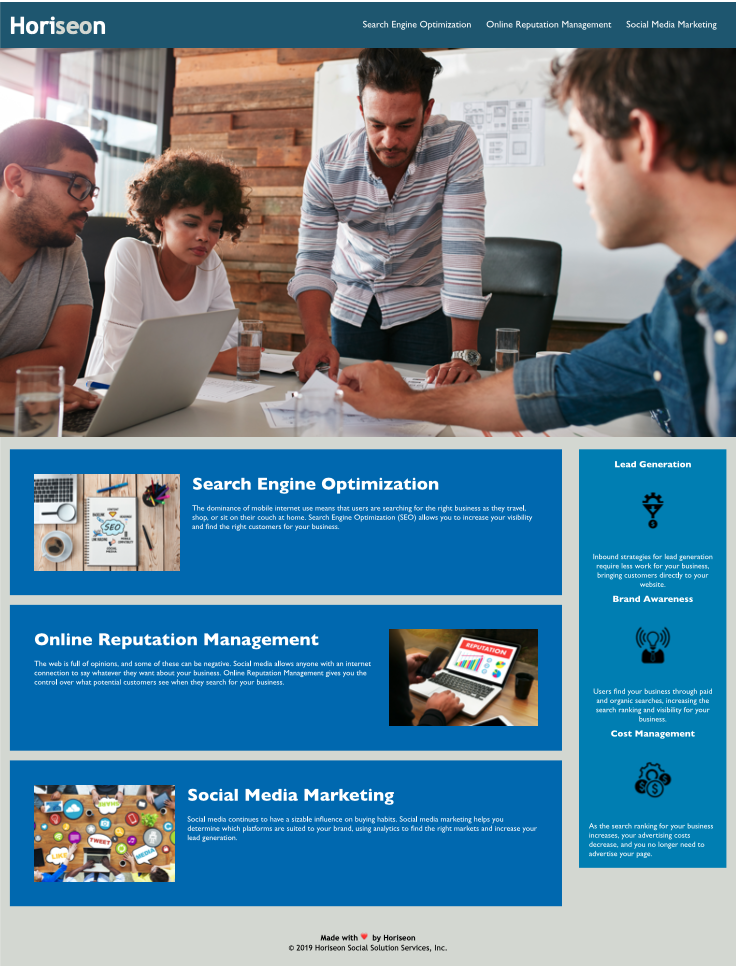 Horiseon
Search Engine Optimization Online Reputation Management Social Media Marketing
Search Engine Optimization
The dominance of mobile internet use means that users are searching for the right business as they travel,
shop, or sit on their couch at home. Search Engine Optimization (SEO) allows you to increase your visibility
and find the right customers for your business.
SEO
Online Reputation Management
The web is full of opinions, and some of these can be negative. Social media allows anyone with an internet
connection to say whatever they want about your business. Online Reputation Management gives you the
control over what potential customers see when they search for your business.
REPUTATION
Social Media Marketing
Social media continues to have a sizable influence on buying habits. Social media marketing helps you
determine which platforms are suited to your brand, using analytics to find the right markets and increase your
lead generation.
TWEET
LIKE
MEDIA
Lead Generation
Inbound strategies for lead generation
require less work for your business,
bringing customers directly to your
website.
Brand Awareness
Users find your business through paid
and organic searches, increasing the
search ranking and visibility for your
business.
Cost Management
As the search ranking for your business
increases, your advertising costs
decrease, and you no longer need to
advertise your page.
Made with ❤️ by Horiseon
© 2019 Horiseon Social Solution Services, Inc.